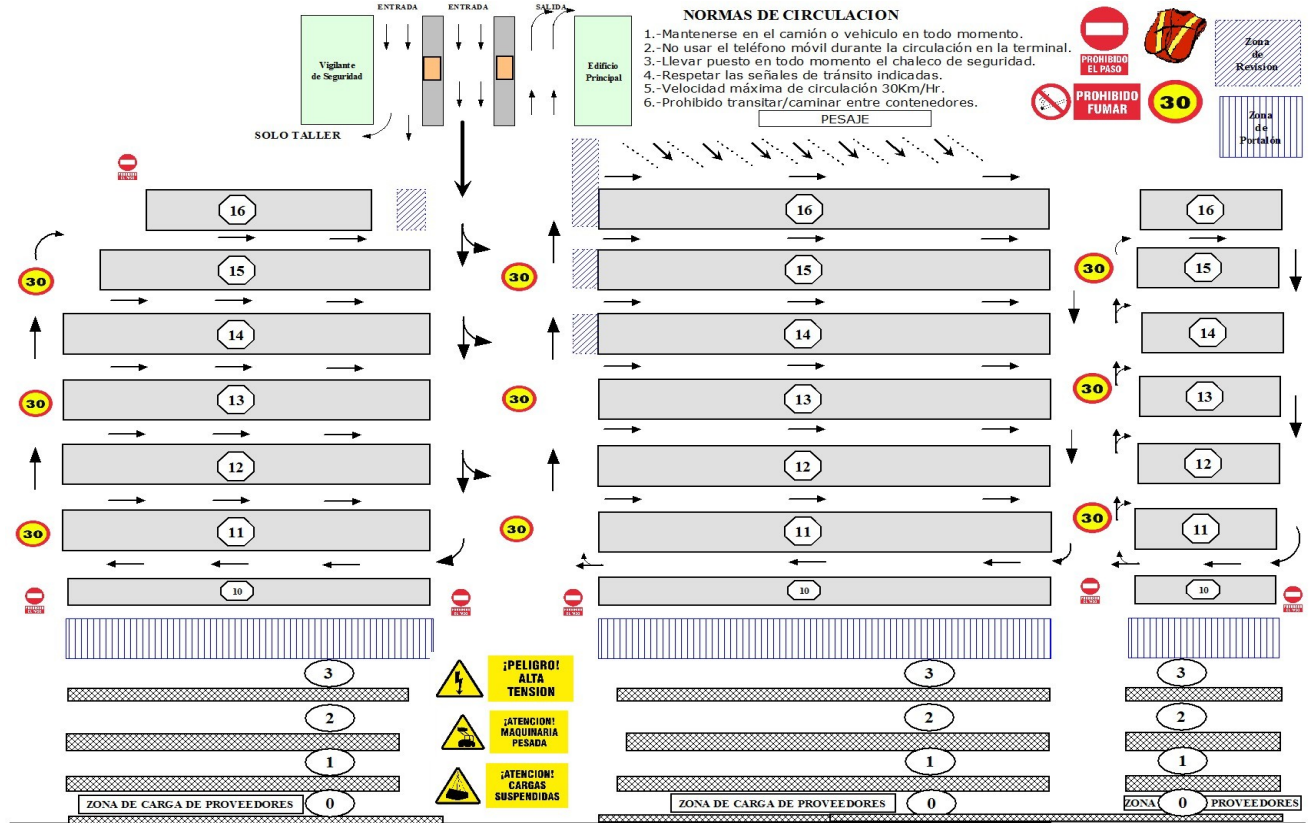 ENTRADA
ENTRADA
SALIDA
Vigilante
de Seguridad
Edificio
Principal
SOLO TALLER
NORMAS DE CIRCULACION
1.-Mantenerse en el camión o vehiculo en todo momento.
2.-No usar el teléfono móvil durante la circulación en la terminal.
3.-Llevar puesto en todo momento el chaleco de seguridad.
4.-Respetar las señales de tránsito indicadas.
5.-Velocidad máxima de circulación 30Km/Hr.
6.-Prohibido transitar/caminar entre contenedores.
PESAJE
PROHIBIDO
EL PASO
PROHIBIDO
FUMAR
30
Zona
de
Revisión
Zona
de
Portalón
16
16
16
30
15
30
15
30
15
14
14
14
30
13
30
13
30
13
12
12
12
30
11
30
11
30
11
10
10
10
3
3
3
¡PELIGRO!
ALTA
TENSION
2
2
2
¡ATENCION!
MAQUINARIA
PESADA
1
1
1
¡ATENCION!
CARGAS
SUSPENDIDAS
ZONA DE CARGA DE PROVEEDORES 0
ZONA DE CARGA DE PROVEEDORES 0
ZONA 0 PROVEEDORES